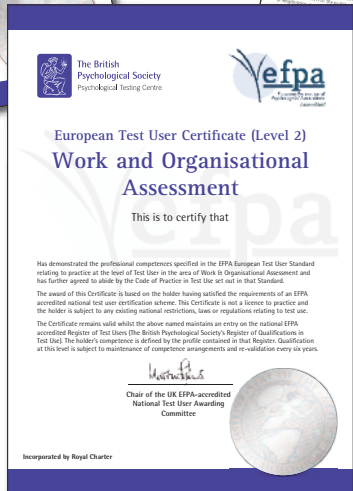 The British
Psychological Society
Psychological Testing Centre
efpa
European Test User Certificate (Level 2)
Work and Organisational
Assessment
This is to certify that
Has demonstrated the professional competences specified in the EFPA European Test User Standard
relating to practice at the level of Test User in the area of Work & Organisational Assessment and
has further agreed to abide by the Code of Practice in Test Use set out in that Standard.
The award of this Certificate is based on the holder having satisfied the requirements of an EFPA
accredited national test user certification scheme. This Certificate is not a licence to practice and
the holder is subject to any existing national restrictions, laws or regulations relating to test use.
The Certificate remains valid whilst the above named maintains an entry on the national EFPA
accredited Register of Test Users (The British Psychological Society's Register of Qualifications in
Test Use). The holder's competence is defined by the profile contained in that Register. Qualification
at this level is subject to maintenance of competence arrangements and re-validation every six years.
Chair of the UK EFPA-accredited
National Test User Awarding
Committee
Incorporated by Royal Charter